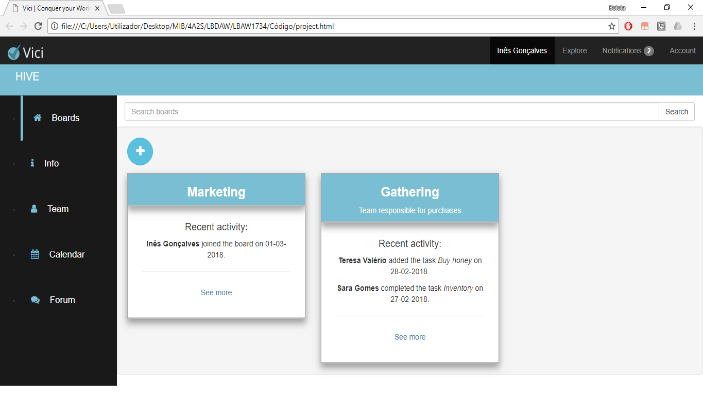 Vici | Conquer your Work
file:///C:/Users/Utilizador/Desktop/MIB/4A2S/LBDAW/LBAW1734/Código/project.html
Vici
Inês Gonçalves
Explore
Notifications 2
Account
HIVE
Boards
Info
Team
Calendar
Forum
Search boards
Search
Marketing
Recent activity:
Inês Gonçalves joined the board on 01-03-
2018.
See more
Gathering
Team responsible for purchases
Recent activity:
Teresa Valério added the task Buy honey on
28-02-2018.
Sara Gomes completed the task Inventory on
27-02-2018.
See more